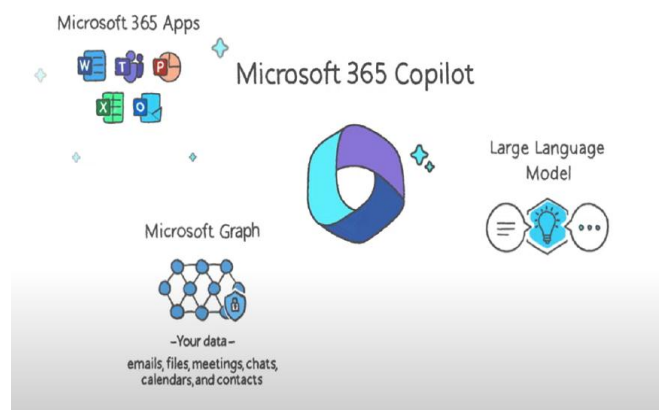 Microsoft 365 Apps
W
T
P
X
O
Microsoft 365 Copilot
Large Language
Model
Microsoft Graph
-Your data-
emails, files, meetings, chats,
calendars, and contacts